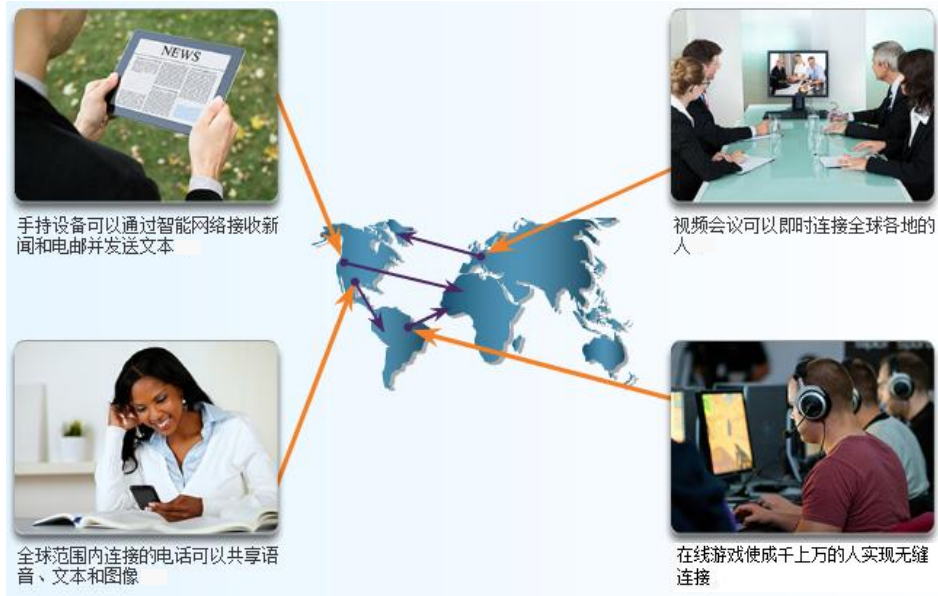 NEWS
手持设备可以通过智能网络接收新
闻和电邮并发送文本
视频会议可以即时连接全球各地的
人
全球范围内连接的电话可以共享语
音、文本和图像
在线游戏使成千上万的人实现无缝
连接